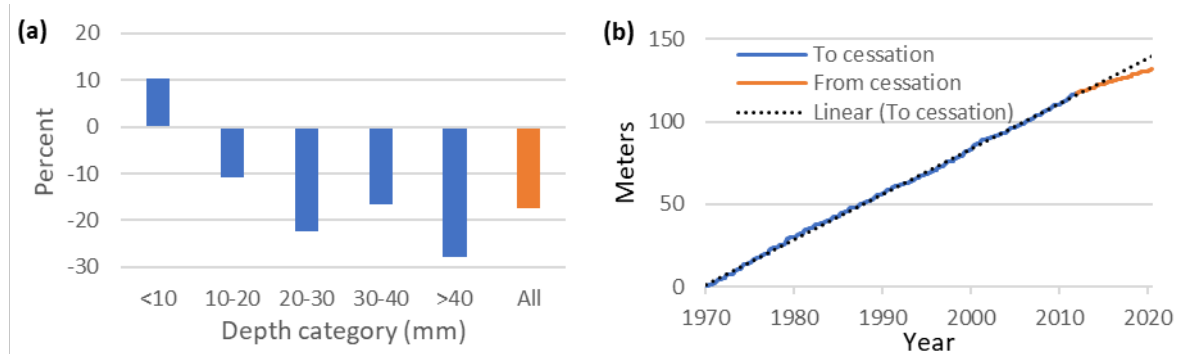 (a)
20
10
0
-10
-20
-30
Percent
<10 10-20 20-30 30-40 >40 All
Depth category (mm)
(b)
150
100
50
0
Meters
To cessation
From cessation
Linear (To cessation)
1970 1980 1990 2000 2010 2020
Year